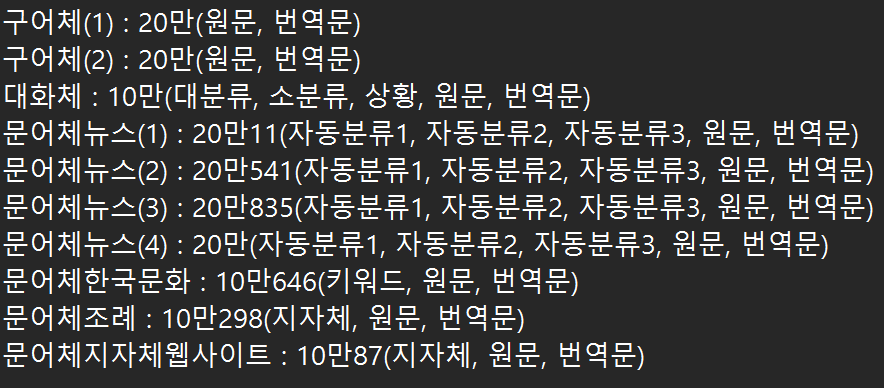 구어체(1) : 20만(원문, 번역문)
구어체(2) : 20만(원문, 번역문)
대화체 : 10만(대분류, 소분류, 상황, 원문, 번역문)
문어체뉴스(1) : 20만11(자동분류1, 자동분류2, 자동분류3, 원문, 번역문)
문어체뉴스(2) : 20만541(자동분류1, 자동분류2, 자동분류3, 원문, 번역문)
문어체뉴스(3) : 20만835(자동분류1, 자동분류2, 자동분류3, 원문, 번역문)
문어체뉴스(4) : 20만(자동분류1, 자동분류2, 자동분류3, 원문, 번역문)
문어체한국문화 : 10만646(키워드, 원문, 번역문)
문어체조례 : 10만298(지자체, 원문, 번역문)
문어체지자체웹사이트 : 10만87(지자체, 원문, 번역문)